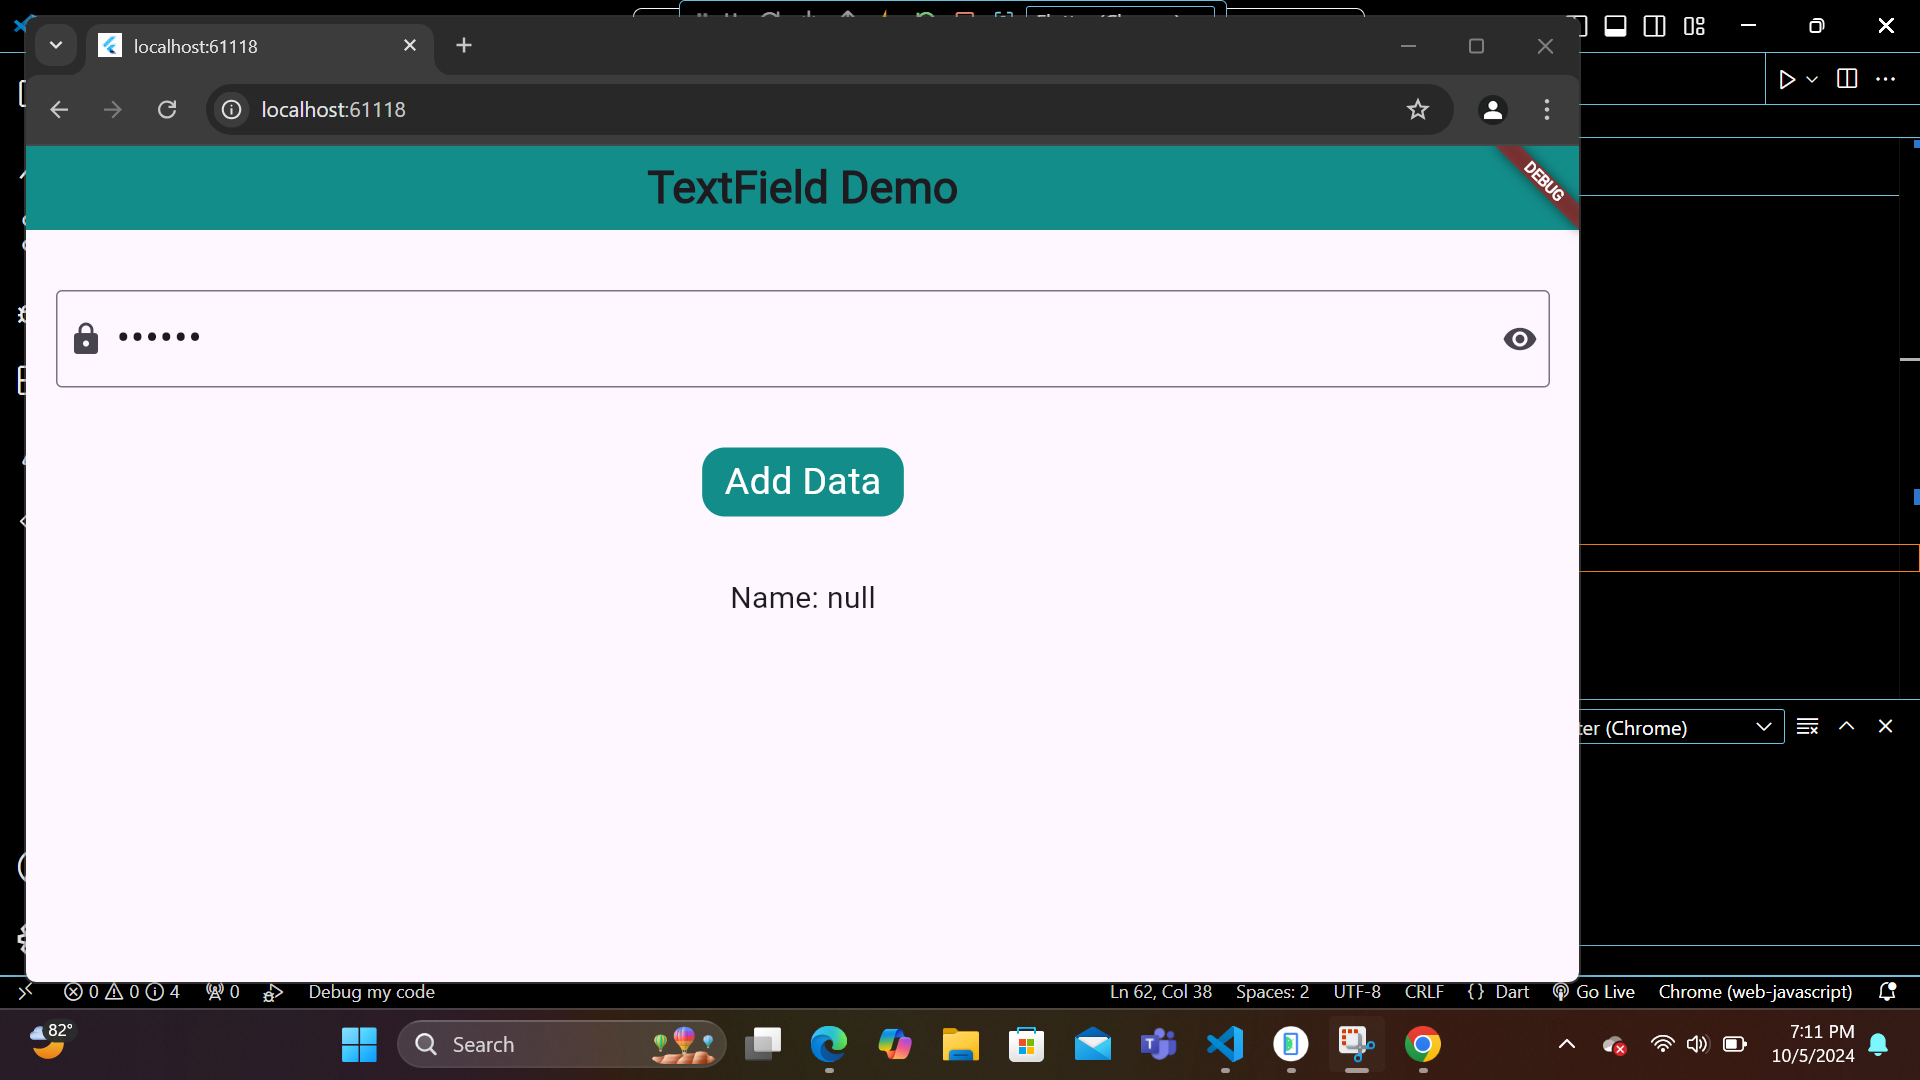 localhost:61118
localhost:61118
TextField Demo
DEBUG
••••••
Add Data
Name: null
(Chrome)
0 0 4 0 Debug my code Ln 62, Col 38 Spaces: 2 UTF-8 CRLF {} Dart Go Live Chrome (web-javascript)
82°
Search
7:11 PM
10/5/2024